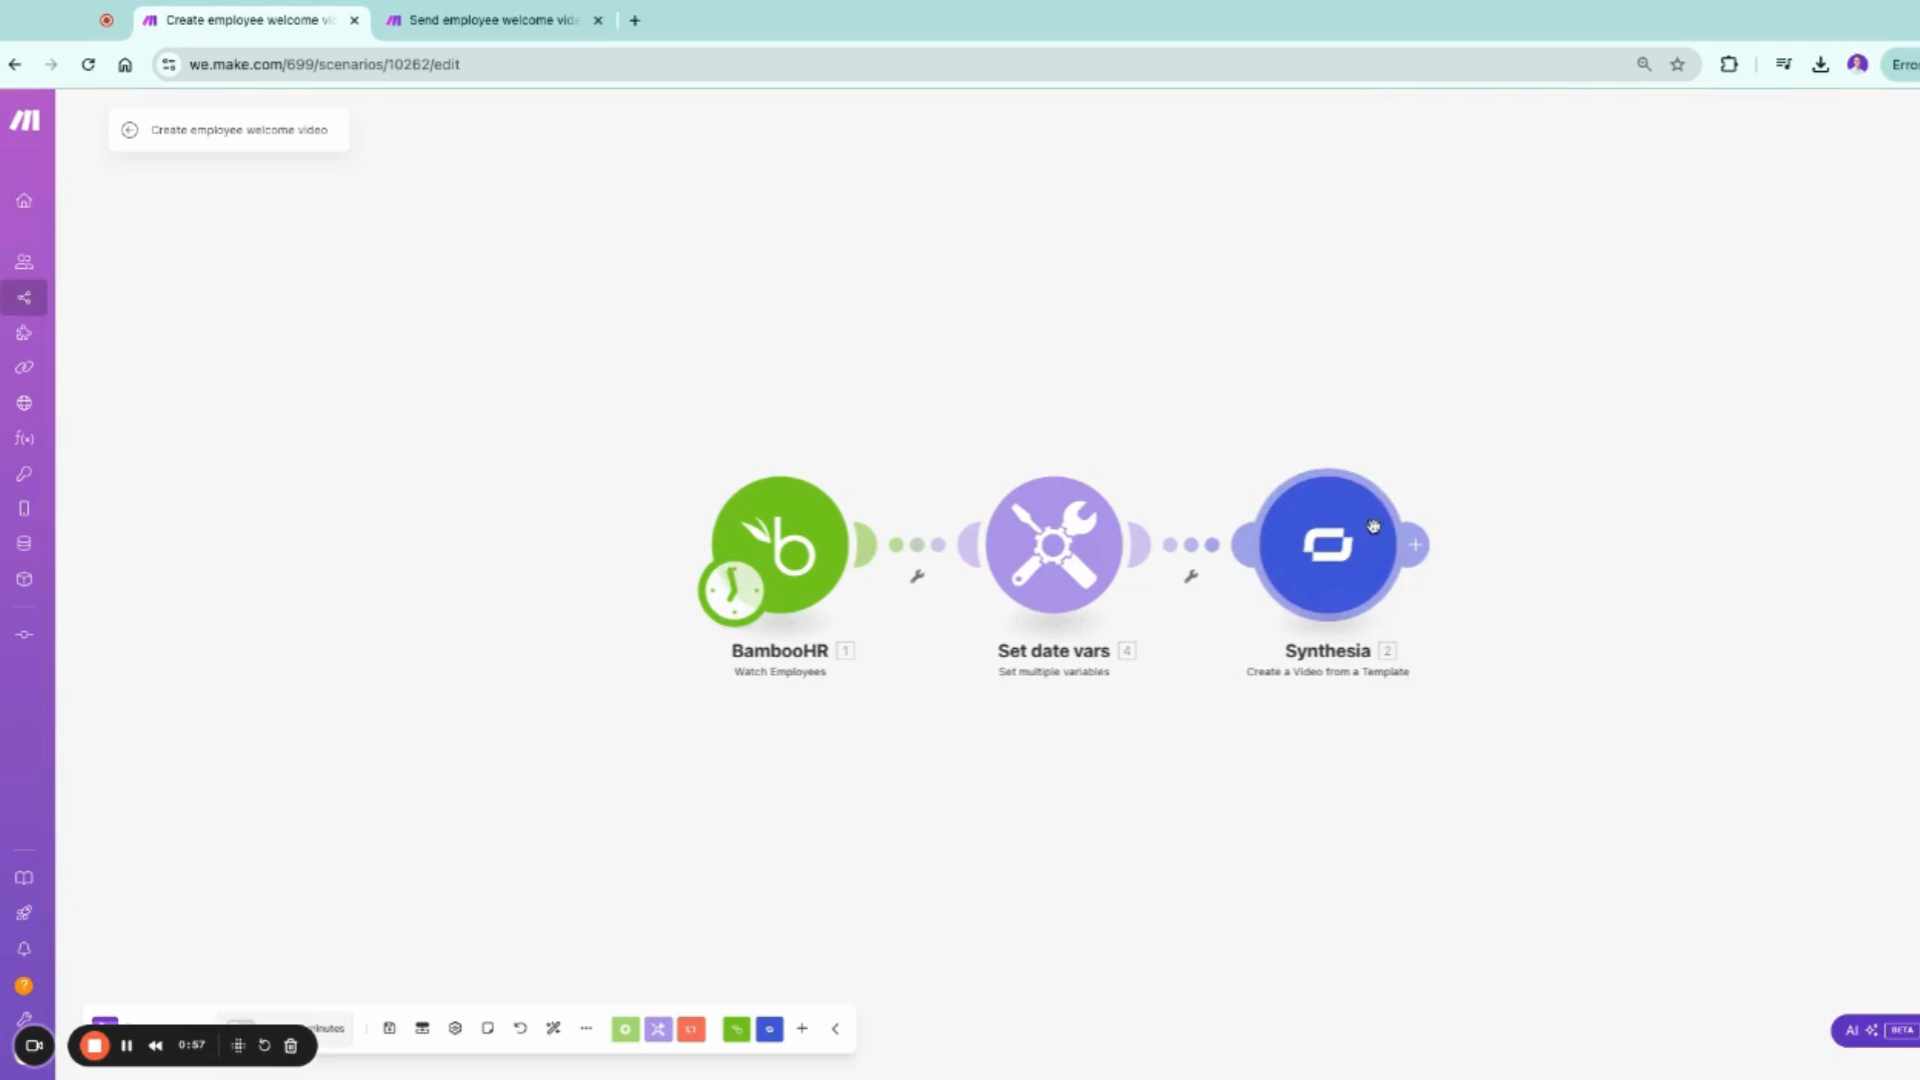 Create employee welcome vi
Send employee welcome vid
we.make.com/699/scenarios/10262/edit
Erro
Create employee welcome video
f(x)
BambooHR 1
Watch Employees
Set date vars 4
Set multiple variables
Synthesia 2
Create a Video from a Template
?
minutes
0:57
AI BETA